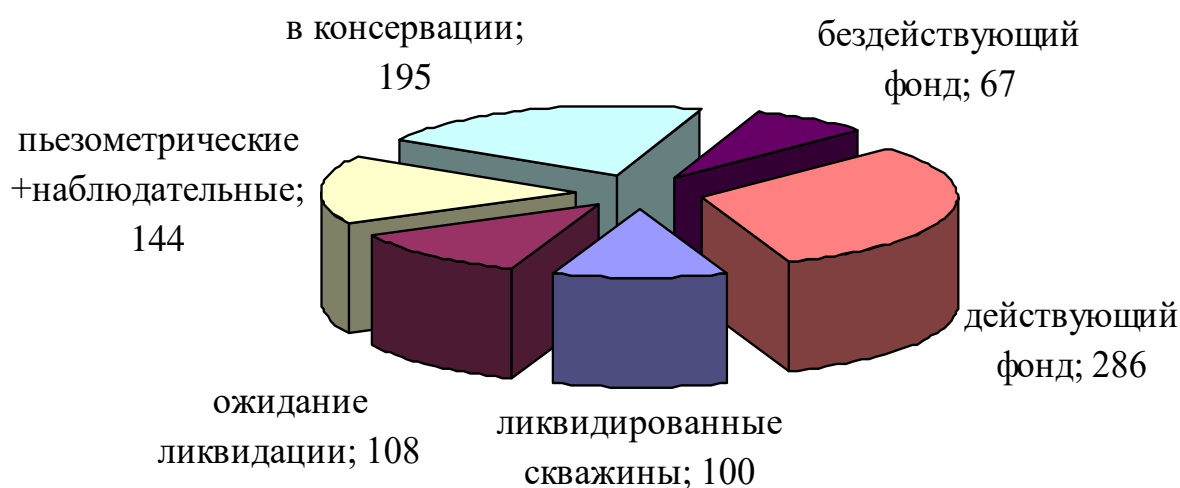 в консервации;
195
бездействующий
фонд; 67
пьезометрические
+наблюдательные;
144
действующий
фонд; 286
ожидание
ликвидации; 108
ликвидированные
скважины; 100